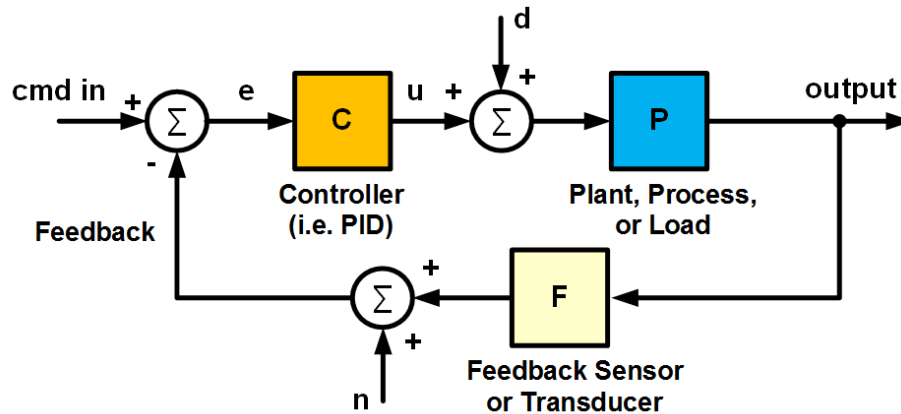 d
cmd in + e u + +
Σ C Σ P output
-
Controller
(i.e. PID)
Plant, Process,
or Load
Feedback
Σ + F
+
n
Feedback Sensor
or Transducer